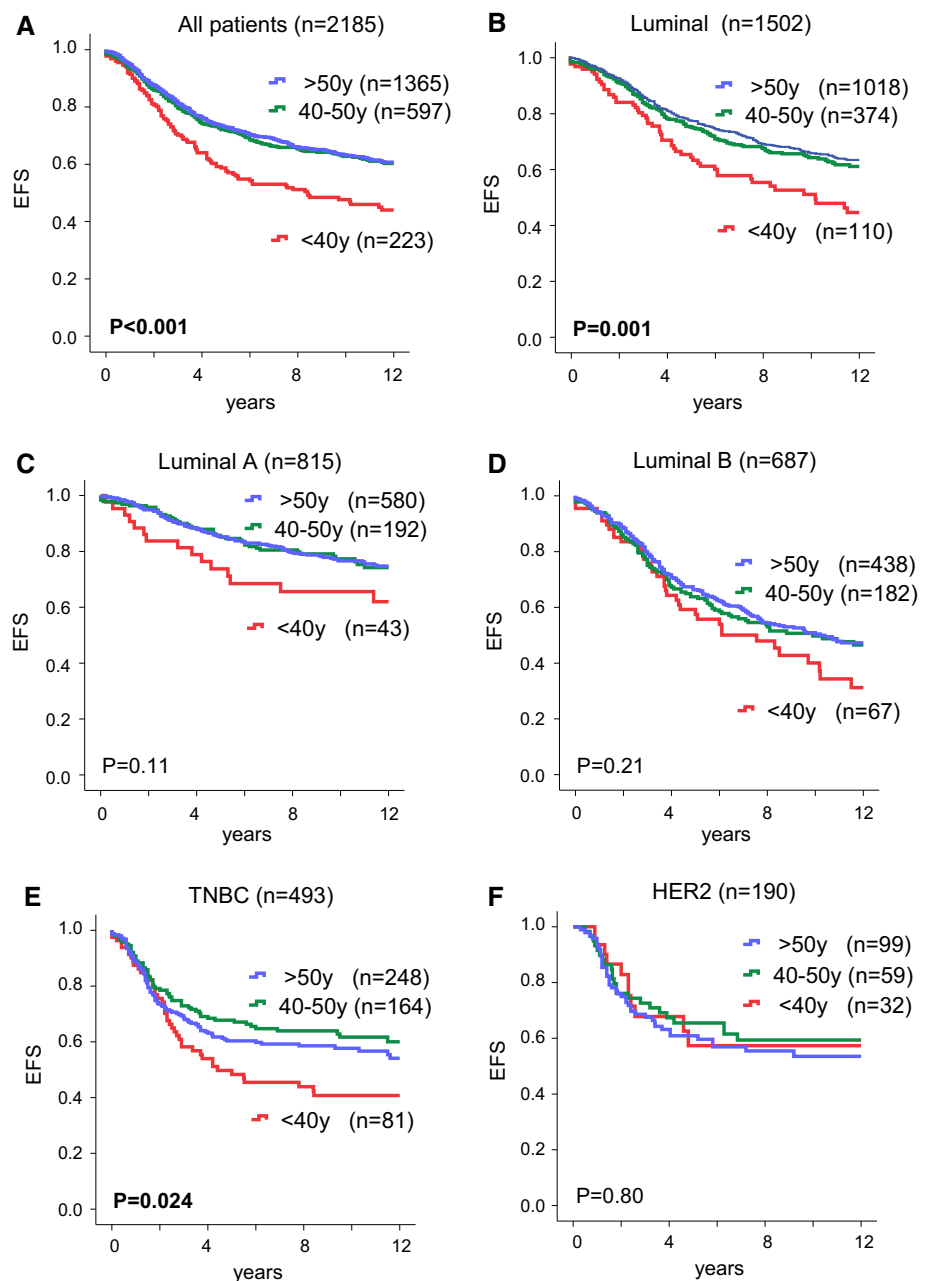 A
All patients (n=2185)
EFS
1.0
0.8
0.6
0.4
0.2
0.0
>50y (n=1365)
40-50y (n=597)
<40y (n=223)
P<0.001
0 4 8 12
years
B
Luminal (n=1502)
EFS
1.0
0.8
0.6
0.4
0.2
0.0
>50y (n=1018)
40-50y (n=374)
<40y (n=110)
P=0.001
0 4 8 12
years
C
Luminal A (n=815)
EFS
1.0
0.8
0.6
0.4
0.2
0.0
>50y (n=580)
40-50y (n=192)
<40y (n=43)
P=0.11
0 4 8 12
years
D
Luminal B (n=687)
EFS
1.0
0.8
0.6
0.4
0.2
0.0
>50y (n=438)
40-50y (n=182)
<40y (n=67)
P=0.21
0 4 8 12
years
E
TNBC (n=493)
EFS
1.0
0.8
0.6
0.4
0.2
0.0
>50y (n=248)
40-50y (n=164)
<40y (n=81)
P=0.024
0 4 8 12
years
F
HER2 (n=190)
EFS
1.0
0.8
0.6
0.4
0.2
0.0
>50y (n=99)
40-50y (n=59)
<40y (n=32)
P=0.80
0 4 8 12
years